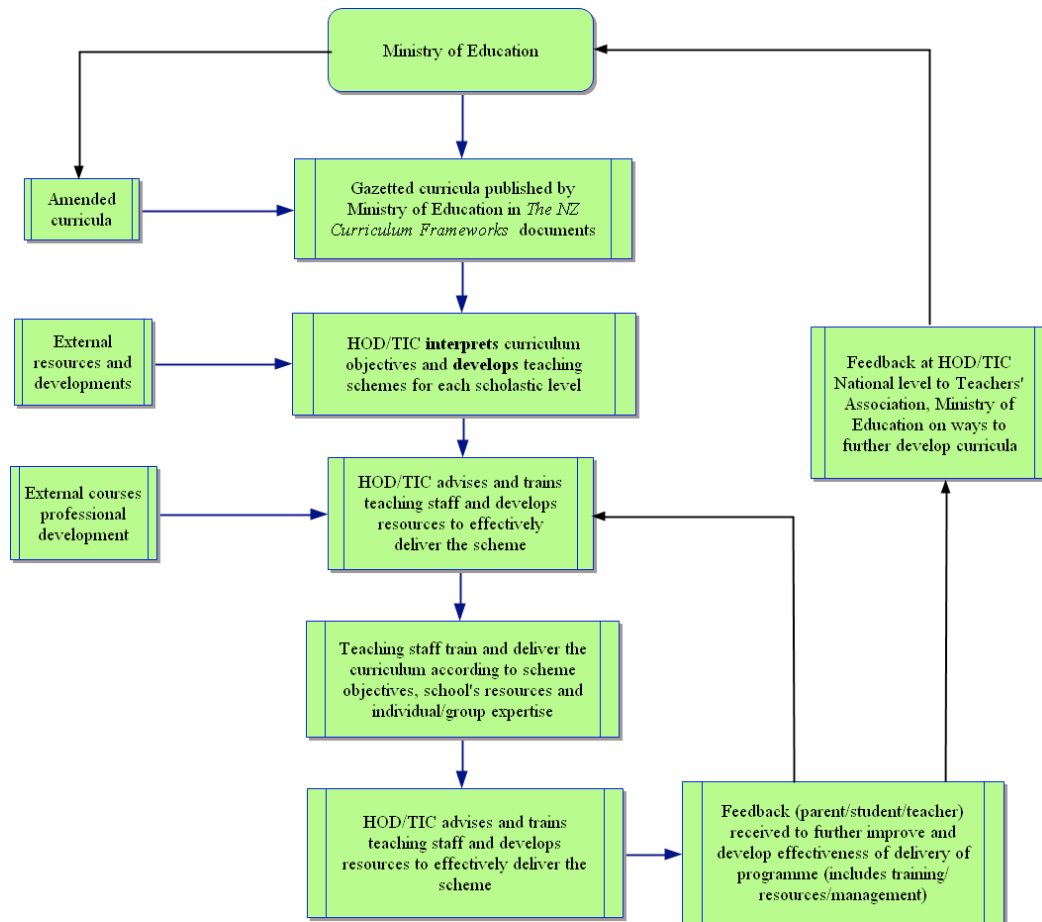 Ministry of Education
Amended
curricula
Gazetted curricula published by
Ministry of Education in The NZ
Curriculum Frameworks documents
External
resources and
developments
HOD/TIC interprets curriculum
objectives and develops teaching
schemes for each scholastic level
Feedback at HOD/TIC
National level to Teachers'
Association, Ministry of
Education on ways to
further develop curricula
External courses
professional
development
HOD/TIC advises and trains
teaching staff and develops
resources to effectively
deliver the scheme
Teaching staff train and deliver the
curriculum according to scheme
objectives, school's resources and
individual/group expertise
HOD/TIC advises and trains
teaching staff and develops
resources to effectively deliver the
scheme
Feedback (parent/student/teacher)
received to further improve and
develop effectiveness of delivery of
programme (includes training/
resources/management)